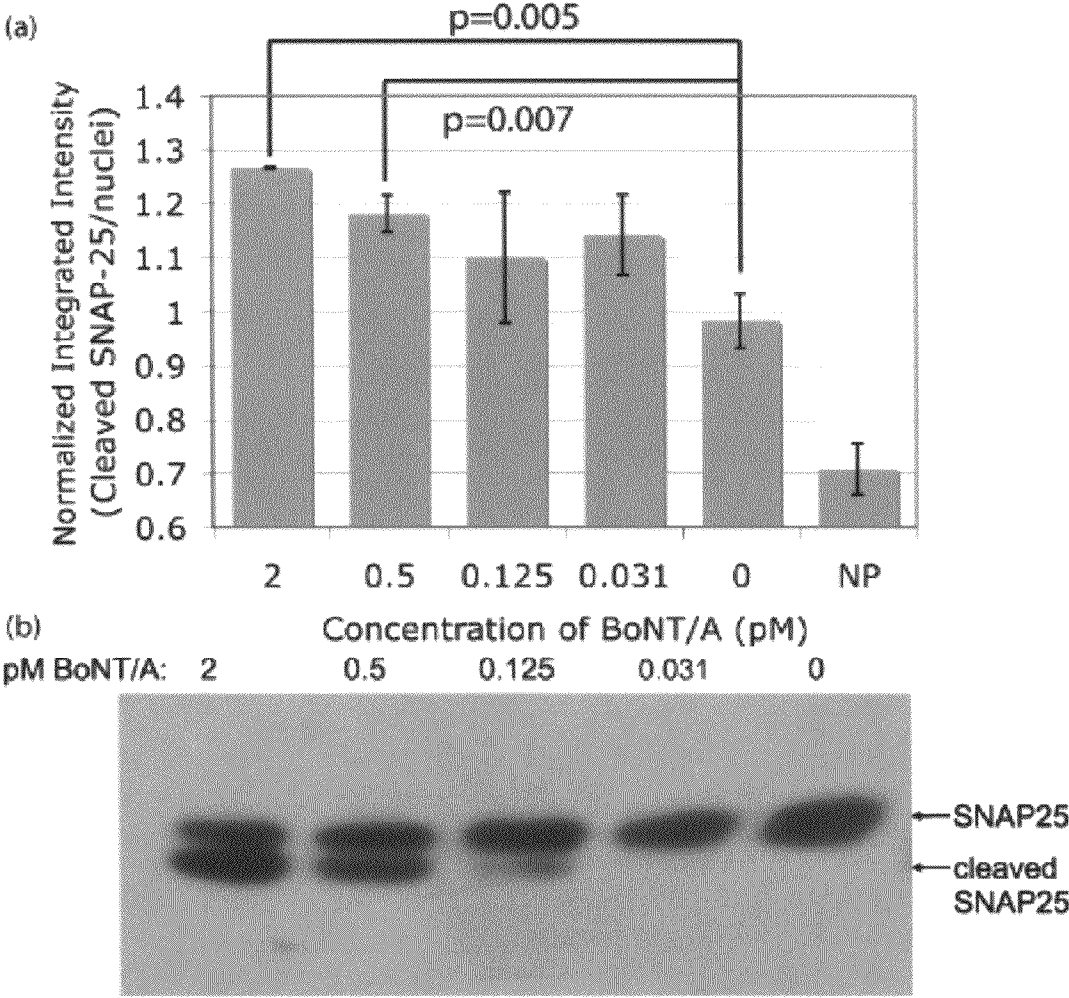 (a)
p=0.005
p=0.007
Normalized Integrated Intensity
(Cleaved SNAP-25/nuclei)
1.4
1.3
1.2
1.1
1
0.9
0.8
0.7
0.6
2 0.5 0.125 0.031 0 NP
Concentration of BoNT/A (pM)
(b)
pM BoNT/A: 2 0.5 0.125 0.031 0
SNAP25
cleaved
SNAP25